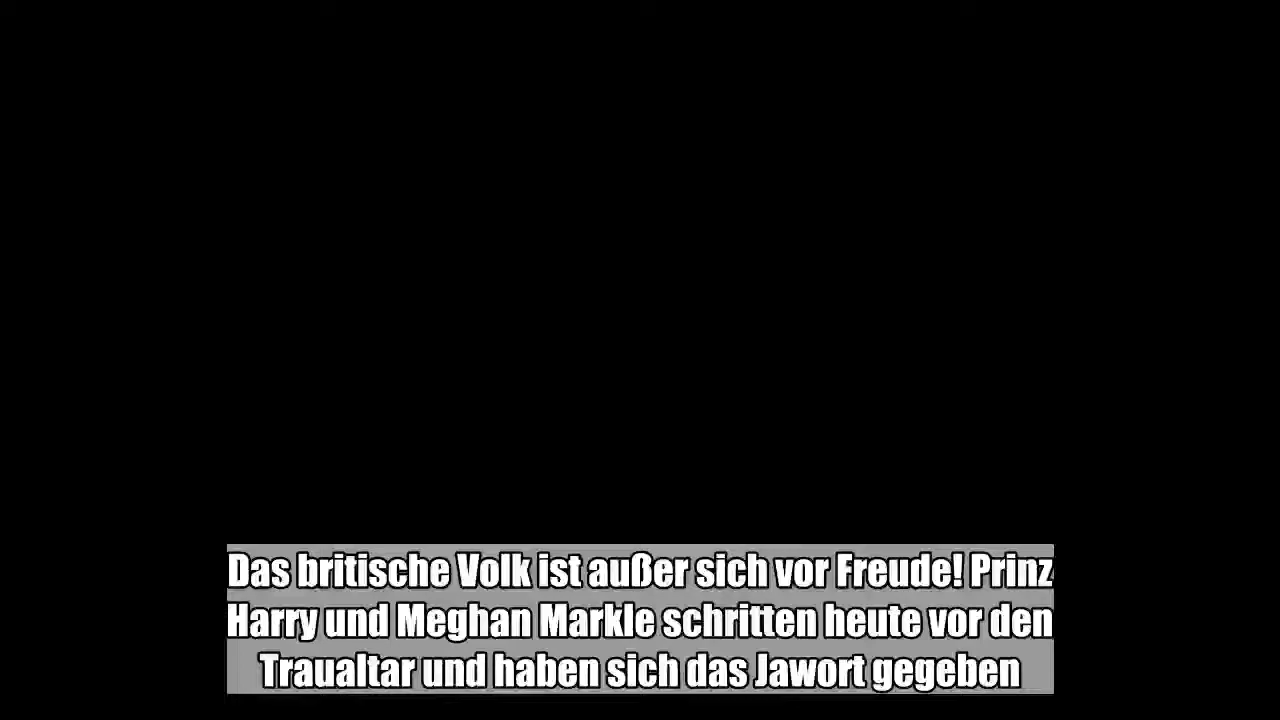 Das britische Volk ist außer sich vor Freude! Prinz
Harry und Meghan Markle schritten heute vor den
Traualtar und haben sich das Jawort gegeben